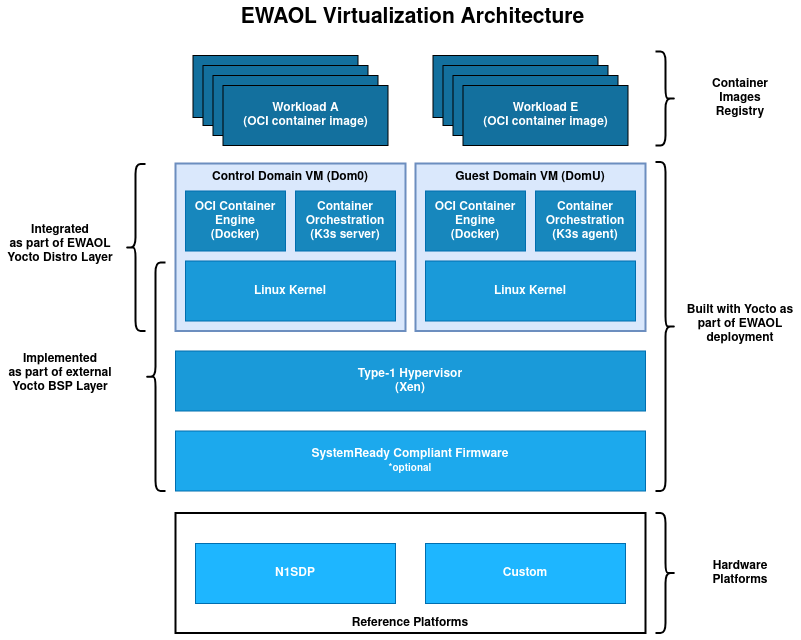 EWAOL Virtualization Architecture
Workload A
(OCI container image)
Workload E
(OCI container image)
Container
Images
Registry
Control Domain VM (Dom0)
OCI Container
Engine
(Docker)
Container
Orchestration
(K3s server)
Linux Kernel
Guest Domain VM (DomU)
OCI Container
Engine
(Docker)
Container
Orchestration
(K3s agent)
Linux Kernel
Integrated
as part of EWAOL
Yocto Distro Layer
Implemented
as part of external
Yocto BSP Layer
Built with Yocto as
part of EWAOL
deployment
Type-1 Hypervisor
(Xen)
SystemReady Compliant Firmware
*optional
N1SDP
Custom
Reference Platforms
Hardware
Platforms